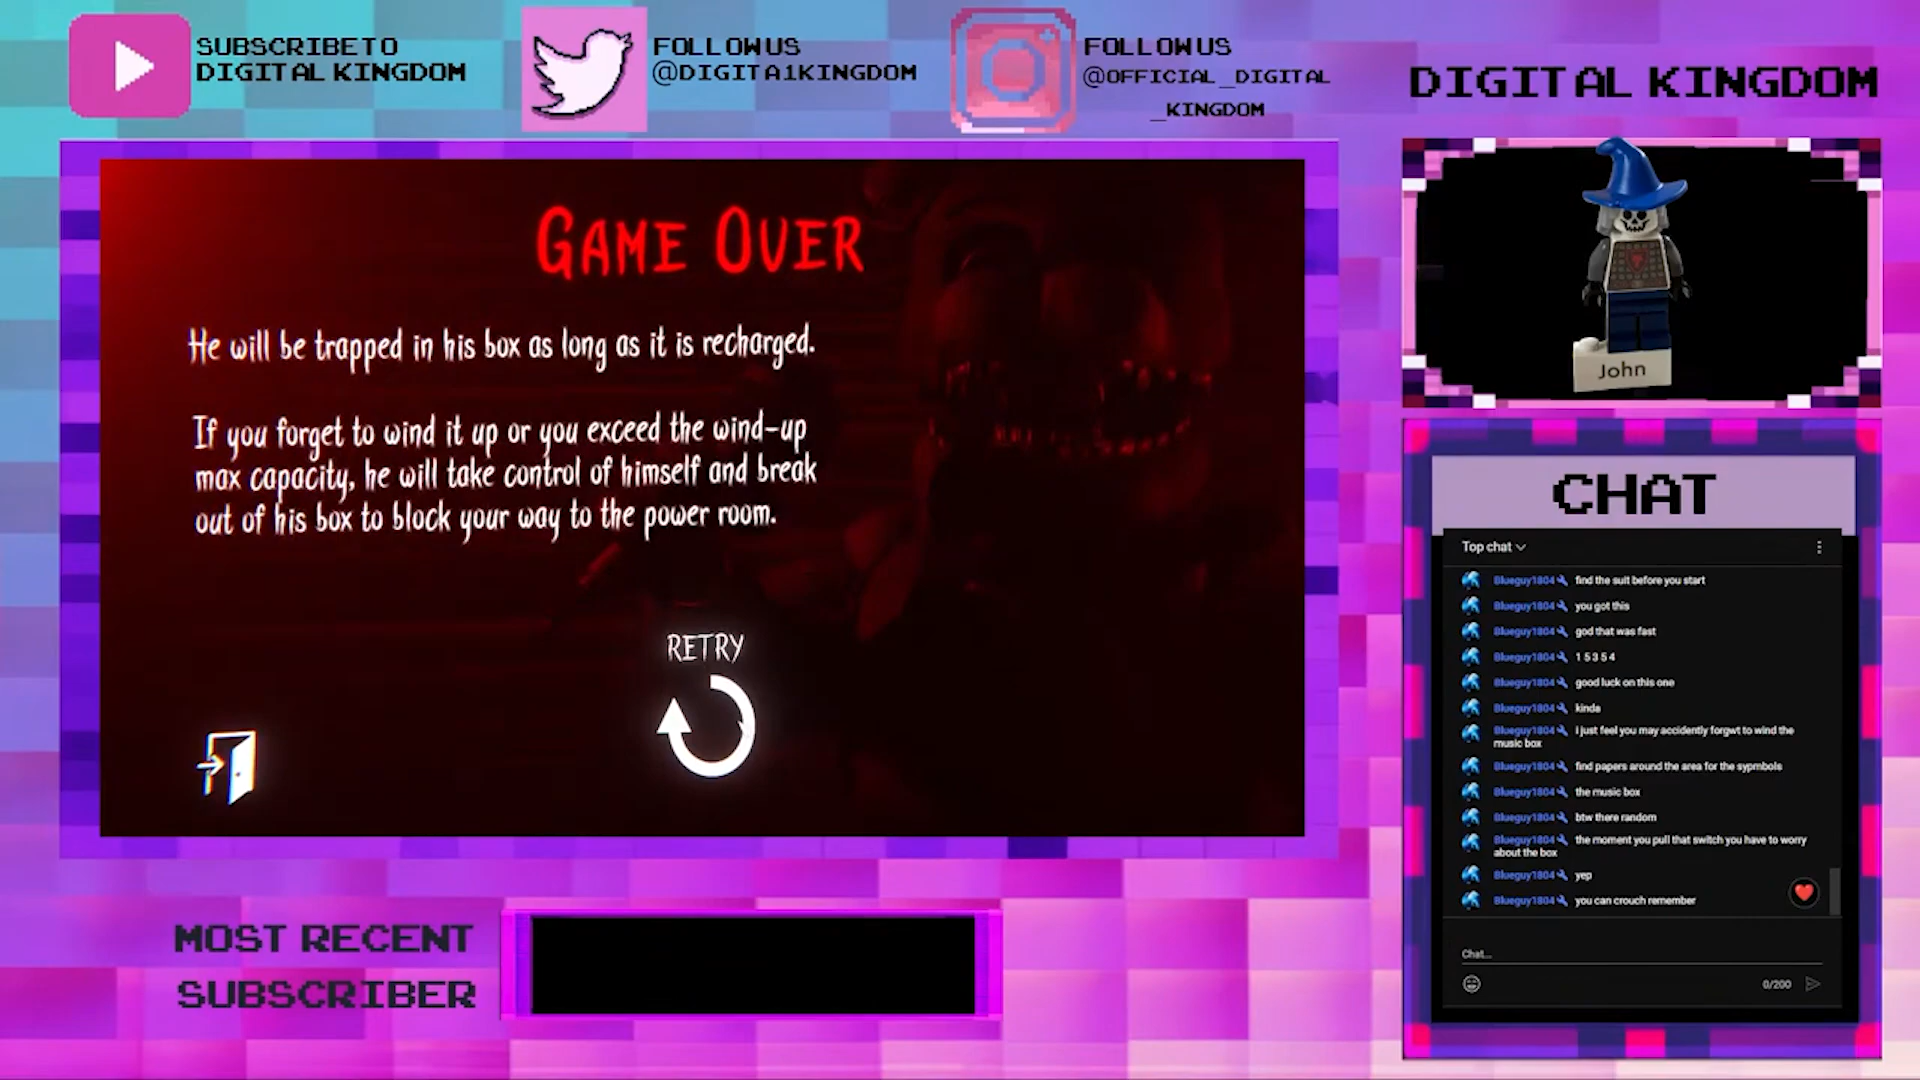 SUBSCRIBE TO
DIGITAL KINGDOM
FOLLOW US
@DIGITA1KINGDOM
FOLLOW US
@OFFICIAL_DIGITAL
_KINGDOM
DIGITAL KINGDOM
GAME OVER
He will be trapped in his box as long as it is recharged.
If you forget to wind it up or you exceed the wind-up
max capacity, he will take control of himself and break
out of his box to block your way to the power room.
RETRY
John
CHAT
Top chat
Blueguy1804 find the suit before you start
Blueguy1804 you got this
Blueguy1804 god that was fast
Blueguy1804 1 5 3 5 4
Blueguy1804 good luck on this one
Blueguy1804 kinda
Blueguy1804 i just feel you may accidently forgwt to wind the
music box
Blueguy1804 find papers around the area for the sypmbols
Blueguy1804 the music box
Blueguy1804 btw there random
Blueguy1804 the moment you pull that switch you have to worry
about the box
Blueguy1804 yep
Blueguy1804 you can crouch remember
Chat...
0/200
MOST RECENT
SUBSCRIBER